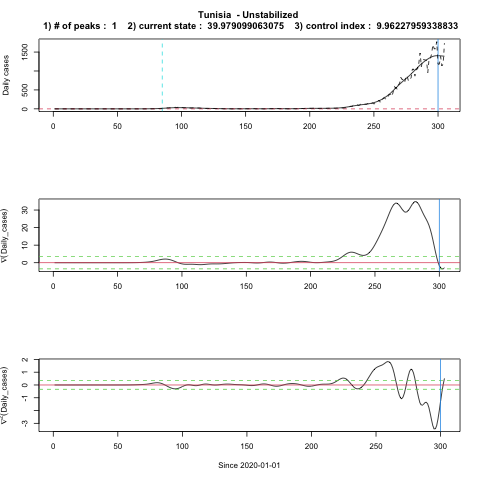 Tunisia - Unstabilized
1) # of peaks : 1 2) current state : 39.979099063075 3) control index : 9.96227959338833
Daily cases
1500
500
0
0 50 100 150 200 250 300
∇(Daily_cases)
30
20
10
0
0 50 100 150 200 250 300
∇²(Daily_cases)
2
1
0
-1
-3
0 50 100 150 200 250 300
Since 2020-01-01